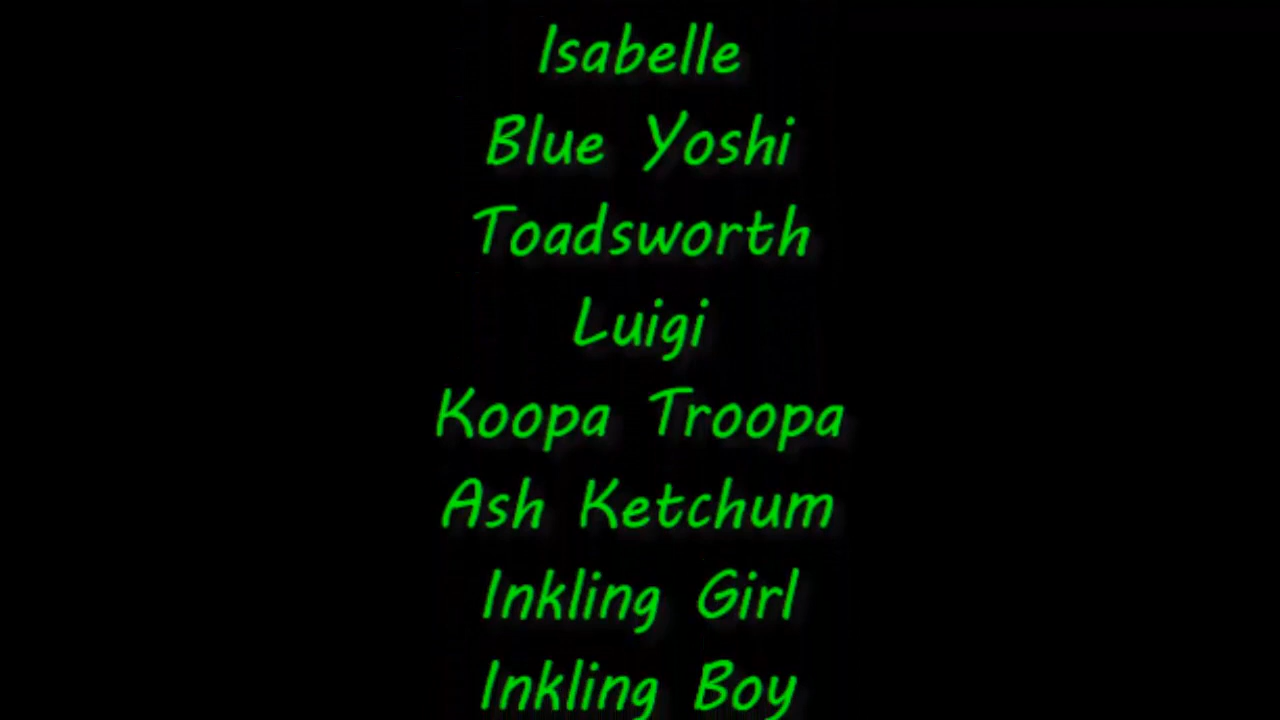 Isabelle
Blue Yoshi
Toadsworth
Luigi
Koopa Troopa
Ash Ketchum
Inkling Girl
Inkling Boy